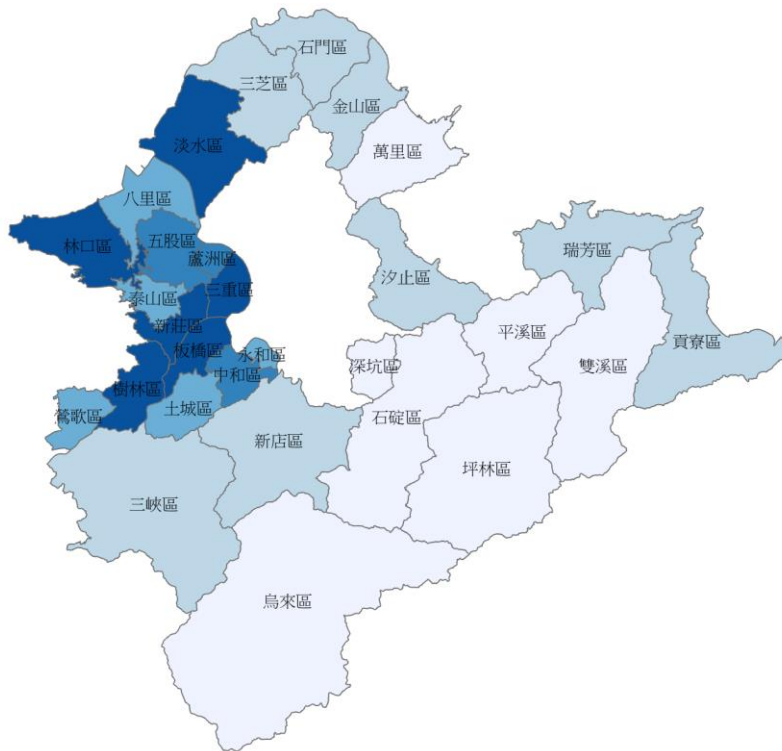 石門區
三芝區
金山區
淡水區
萬里區
八里區
林口區
五股區
蘆洲區
瑞芳區
汐止區
泰山區
三重區
新莊區
平溪區
貢寮區
板橋區
永和區
深坑區
雙溪區
中和區
樹林區
土城區
鶯歌區
石碇區
新店區
坪林區
三峽區
烏來區